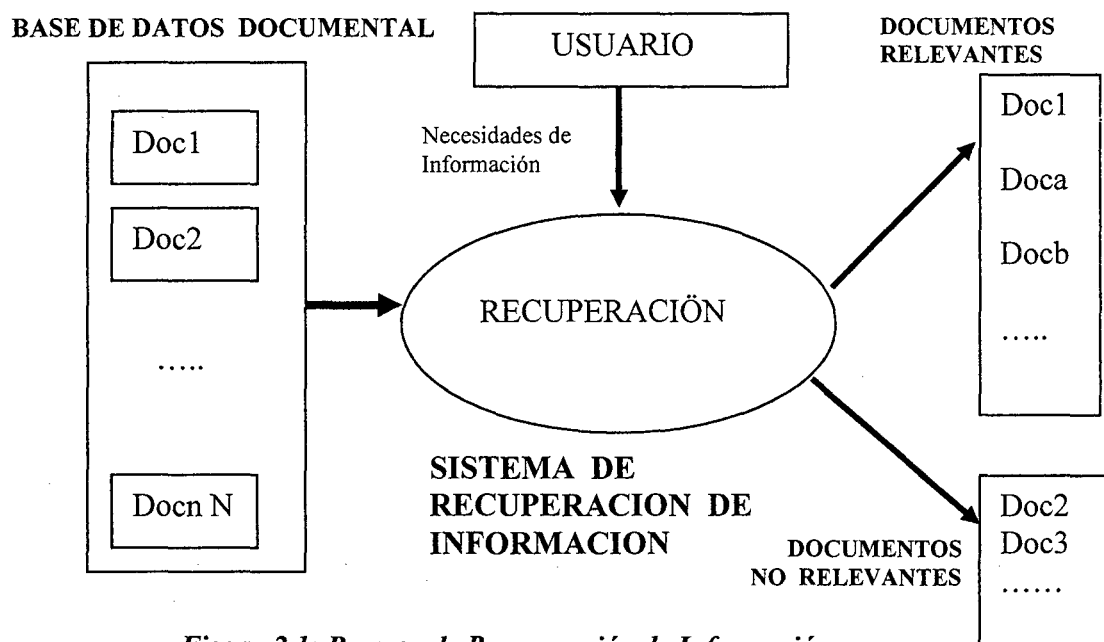 BASE DE DATOS DOCUMENTAL
Doc1
Doc2
.....
Docn N
USUARIO
Necesidades de
Información
RECUPERACIÖN
SISTEMA DE
RECUPERACION DE
INFORMACION
DOCUMENTOS
RELEVANTES
Doc1
Doca
Docb
.....
DOCUMENTOS
NO RELEVANTES
Doc2
Doc3
......